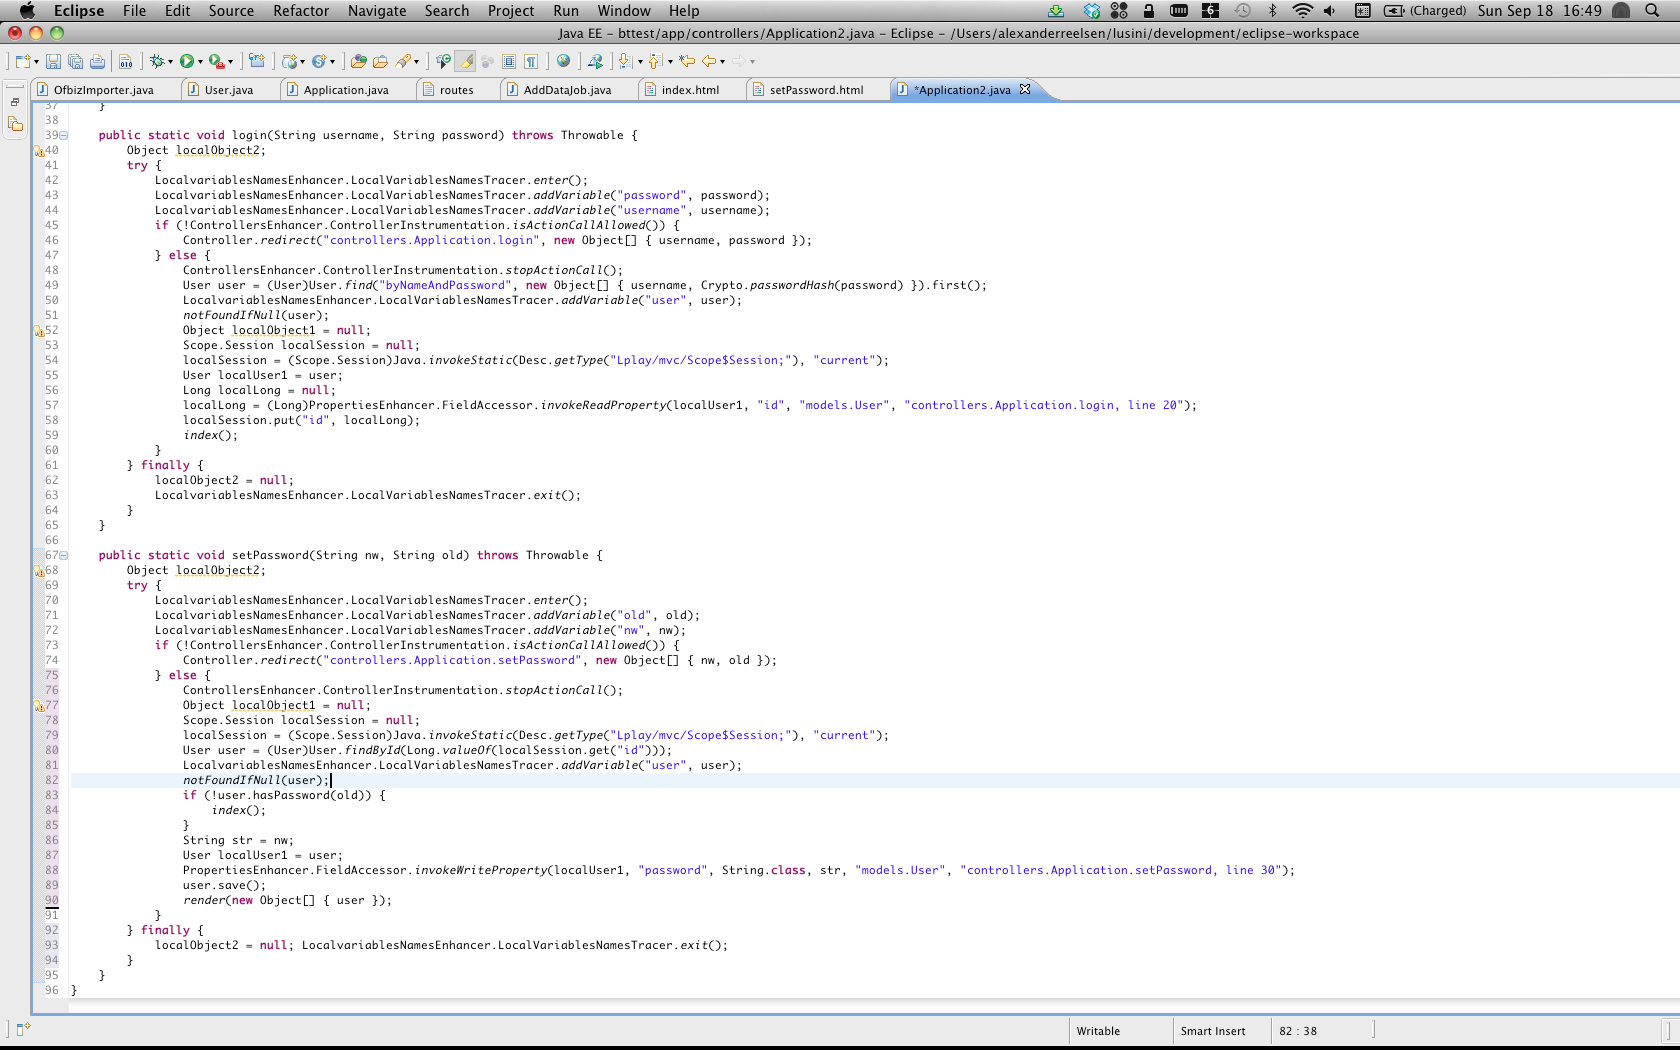 Eclipse File Edit Source Refactor Navigate Search Project Run Window Help 6 (Charged) Sun Sep 18 16:49
Java EE - bttest/app/controllers/Application2.java - Eclipse - /Users/alexanderreelsen/lusini/development/eclipse-workspace
OfbizImporter.java User.java Application.java routes AddDataJob.java index.html setPassword.html *Application2.java
37 }
38
39 public static void login(String username, String password) throws Throwable {
40 Object localObject2;
41 try {
42 LocalvariablesNamesEnhancer.LocalVariablesNamesTracer.enter();
43 LocalvariablesNamesEnhancer.LocalVariablesNamesTracer.addVariable("password", password);
44 LocalvariablesNamesEnhancer.LocalVariablesNamesTracer.addVariable("username", username);
45 if (!ControllersEnhancer.ControllerInstrumentation.isActionCallAllowed()) {
46 Controller.redirect("controllers.Application.login", new Object[] { username, password });
47 } else {
48 ControllersEnhancer.ControllerInstrumentation.stopActionCall();
49 User user = (User)User.find("byNameAndPassword", new Object[] { username, Crypto.passwordHash(password) }).first();
50 LocalvariablesNamesEnhancer.LocalVariablesNamesTracer.addVariable("user", user);
51 notFoundIfNull(user);
52 Object localObject1 = null;
53 Scope.Session localSession = null;
54 localSession = (Scope.Session)Java.invokeStatic(Desc.getType("Lplay/mvc/Scope$Session;"), "current");
55 User localUser1 = user;
56 Long localLong = null;
57 localLong = (Long)PropertiesEnhancer.FieldAccessor.invokeReadProperty(localUser1, "id", "models.User", "controllers.Application.login, line 20");
58 localSession.put("id", localLong);
59 index();
60 }
61 } finally {
62 localObject2 = null;
63 LocalvariablesNamesEnhancer.LocalVariablesNamesTracer.exit();
64 }
65 }
66
67 public static void setPassword(String nw, String old) throws Throwable {
68 Object localObject2;
69 try {
70 LocalvariablesNamesEnhancer.LocalVariablesNamesTracer.enter();
71 LocalvariablesNamesEnhancer.LocalVariablesNamesTracer.addVariable("old", old);
72 LocalvariablesNamesEnhancer.LocalVariablesNamesTracer.addVariable("nw", nw);
73 if (!ControllersEnhancer.ControllerInstrumentation.isActionCallAllowed()) {
74 Controller.redirect("controllers.Application.setPassword", new Object[] { nw, old });
75 } else {
76 ControllersEnhancer.ControllerInstrumentation.stopActionCall();
77 Object localObject1 = null;
78 Scope.Session localSession = null;
79 localSession = (Scope.Session)Java.invokeStatic(Desc.getType("Lplay/mvc/Scope$Session;"), "current");
80 User user = (User)User.findById(Long.valueOf(localSession.get("id")));
81 LocalvariablesNamesEnhancer.LocalVariablesNamesTracer.addVariable("user", user);
82 notFoundIfNull(user);
83 if (!user.hasPassword(old)) {
84 index();
85 }
86 String str = nw;
87 User localUser1 = user;
88 PropertiesEnhancer.FieldAccessor.invokeWriteProperty(localUser1, "password", String.class, str, "models.User", "controllers.Application.setPassword, line 30");
89 user.save();
90 render(new Object[] { user });
91 }
92 } finally {
93 localObject2 = null; LocalvariablesNamesEnhancer.LocalVariablesNamesTracer.exit();
94 }
95 }
96 }
Writable Smart Insert 82 : 38